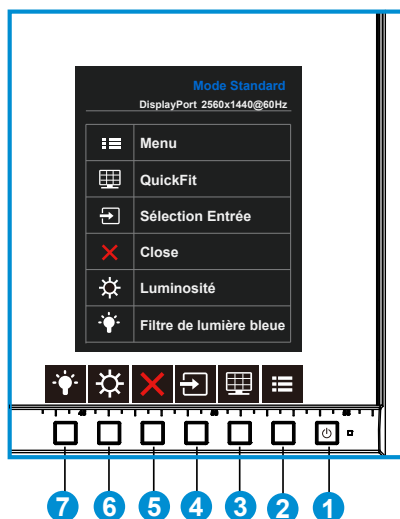 Mode Standard
DisplayPort 2560x1440@60Hz
Menu
QuickFit
Sélection Entrée
Close
Luminosité
Filtre de lumière bleue
7 6 5 4 3 2 1